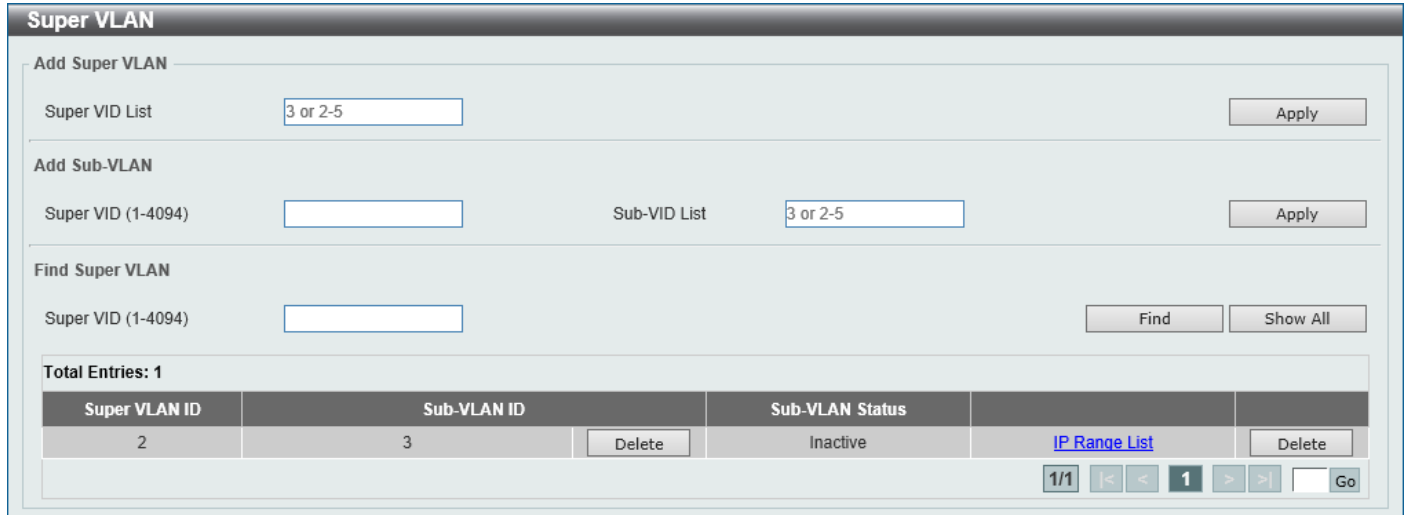 Super VLAN
Add Super VLAN
Super VID List 3 or 2-5 Apply
Add Sub-VLAN
Super VID (1-4094) Sub-VID List 3 or 2-5 Apply
Find Super VLAN
Super VID (1-4094) Find Show All
Total Entries: 1
Super VLAN ID Sub-VLAN ID Sub-VLAN Status
2 3 Delete Inactive IP Range List Delete
1/1 |< < 1 > >| Go